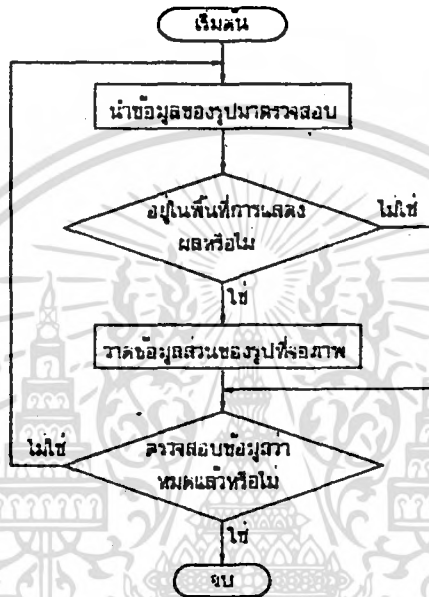 เริ่มต้น
นำข้อมูลของรูปมาตรวจสอบ
อยู่ในพื้นที่การแสดง
ผลหรือไม่
ไม่ใช่
ใช่
วาดข้อมูลส่วนของรูปที่จอภาพ
ไม่ใช่
ตรวจสอบข้อมูลว่า
หมดแล้วหรือไม่
ใช่
จบ